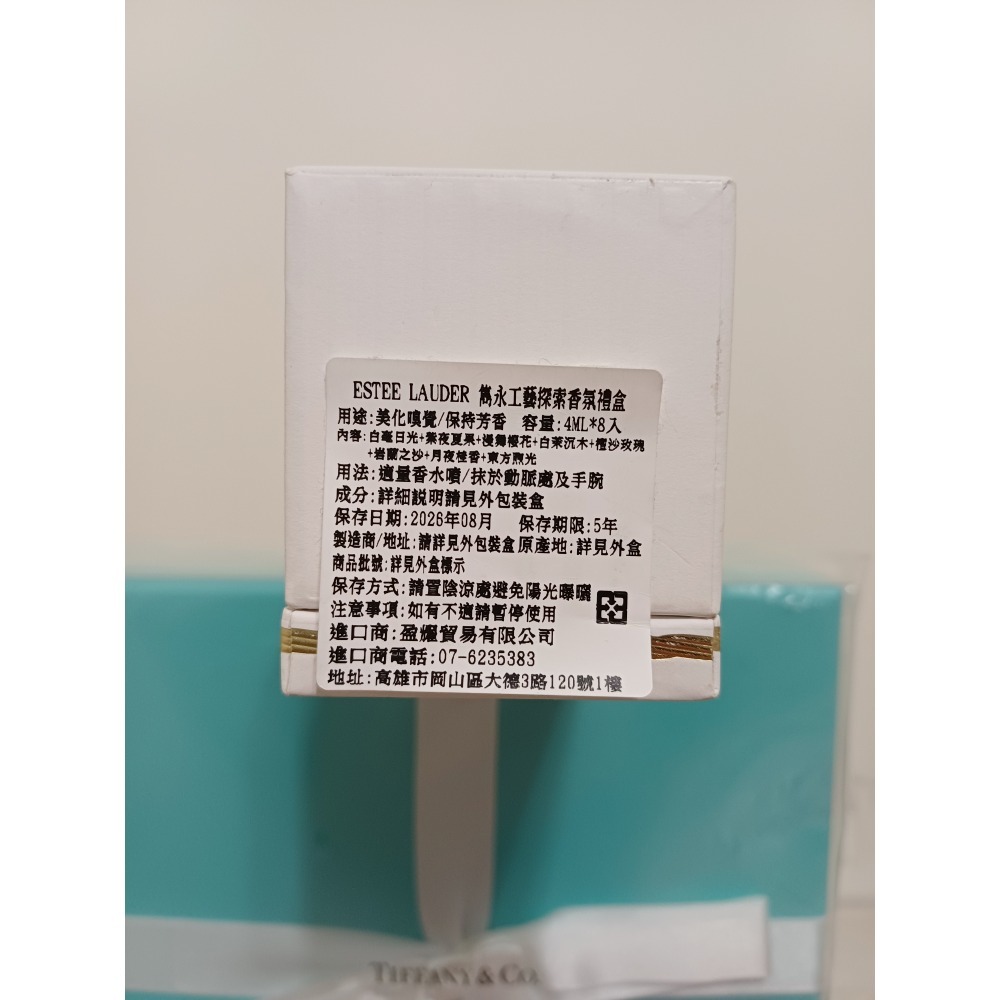 ESTEE LAUDER 雋永工藝探索香氛禮盒
用途:美化嗅覺/保持芳香 容量:4ML*8入
內容:白毫日光+紫夜夏果+漫舞櫻花+白茉沉木+檀沙玫瑰
+岩蘭之沙+月夜桂香+東方煦光
用法:適量香水噴/抹於動脈處及手腕
成分:詳細說明請見外包裝盒
保存日期:2026年08月 保存期限:5年
製造商/地址:請詳見外包裝盒 原產地:詳見外盒
商品批號:詳見外盒標示
保存方式:請置陰涼處避免陽光曝曬
注意事項:如有不適請暫停使用
進口商:盈燿貿易有限公司
進口商電話:07-6235383
地址:高雄市岡山區大德3路120號1樓
TIFFANY & CO.